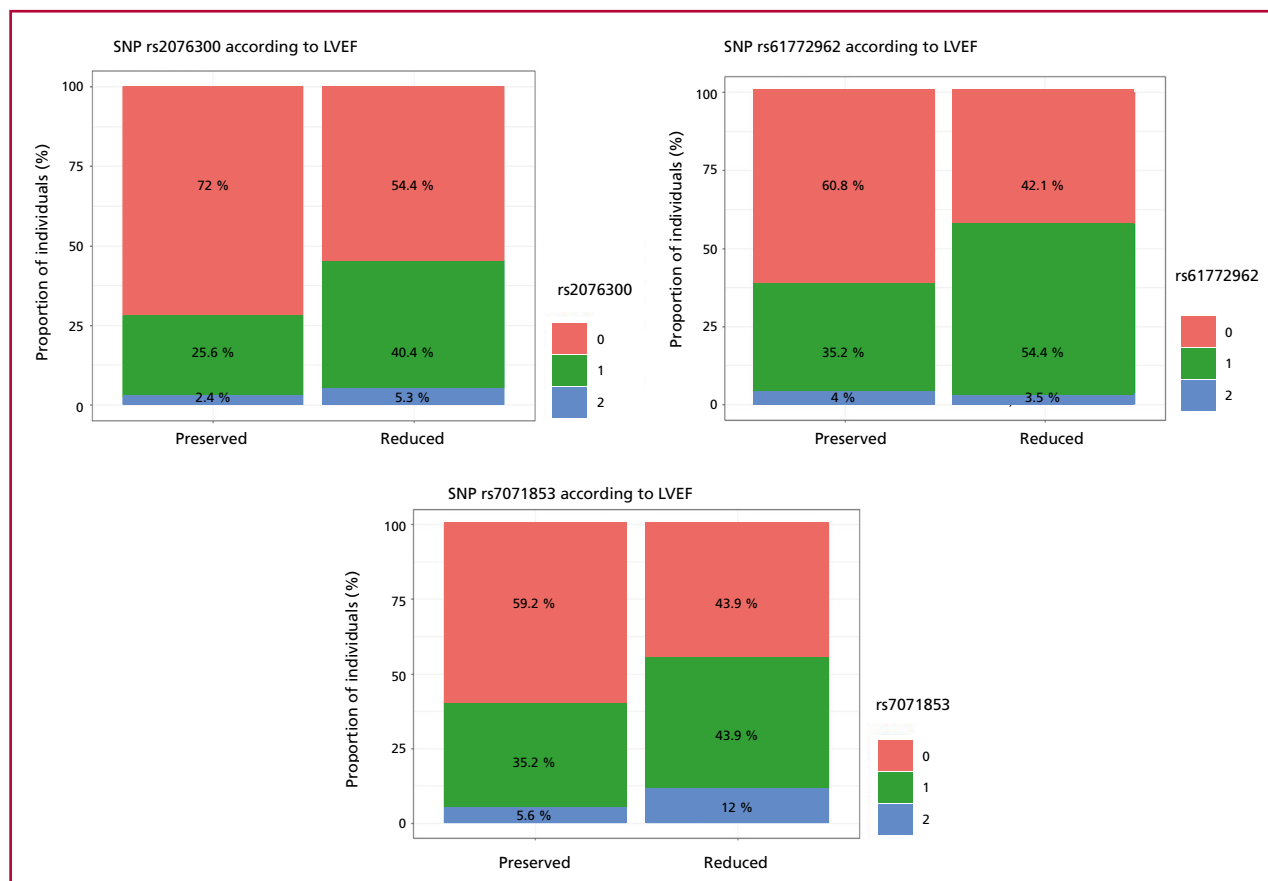 SNP rs2076300 according to LVEF
Proportion of individuals (%)
100
75
50
25
0
72 %
54.4 %
25.6 %
40.4 %
2.4 %
5.3 %
Preserved
Reduced
rs2076300
0
1
2
SNP rs61772962 according to LVEF
Proportion of individuals (%)
100
75
50
25
0
60.8 %
42.1 %
35.2 %
54.4 %
4 %
3.5 %
Preserved
Reduced
rs61772962
0
1
2
SNP rs7071853 according to LVEF
Proportion of individuals (%)
100
75
50
25
0
59.2 %
43.9 %
35.2 %
43.9 %
5.6 %
12 %
Preserved
Reduced
rs7071853
0
1
2